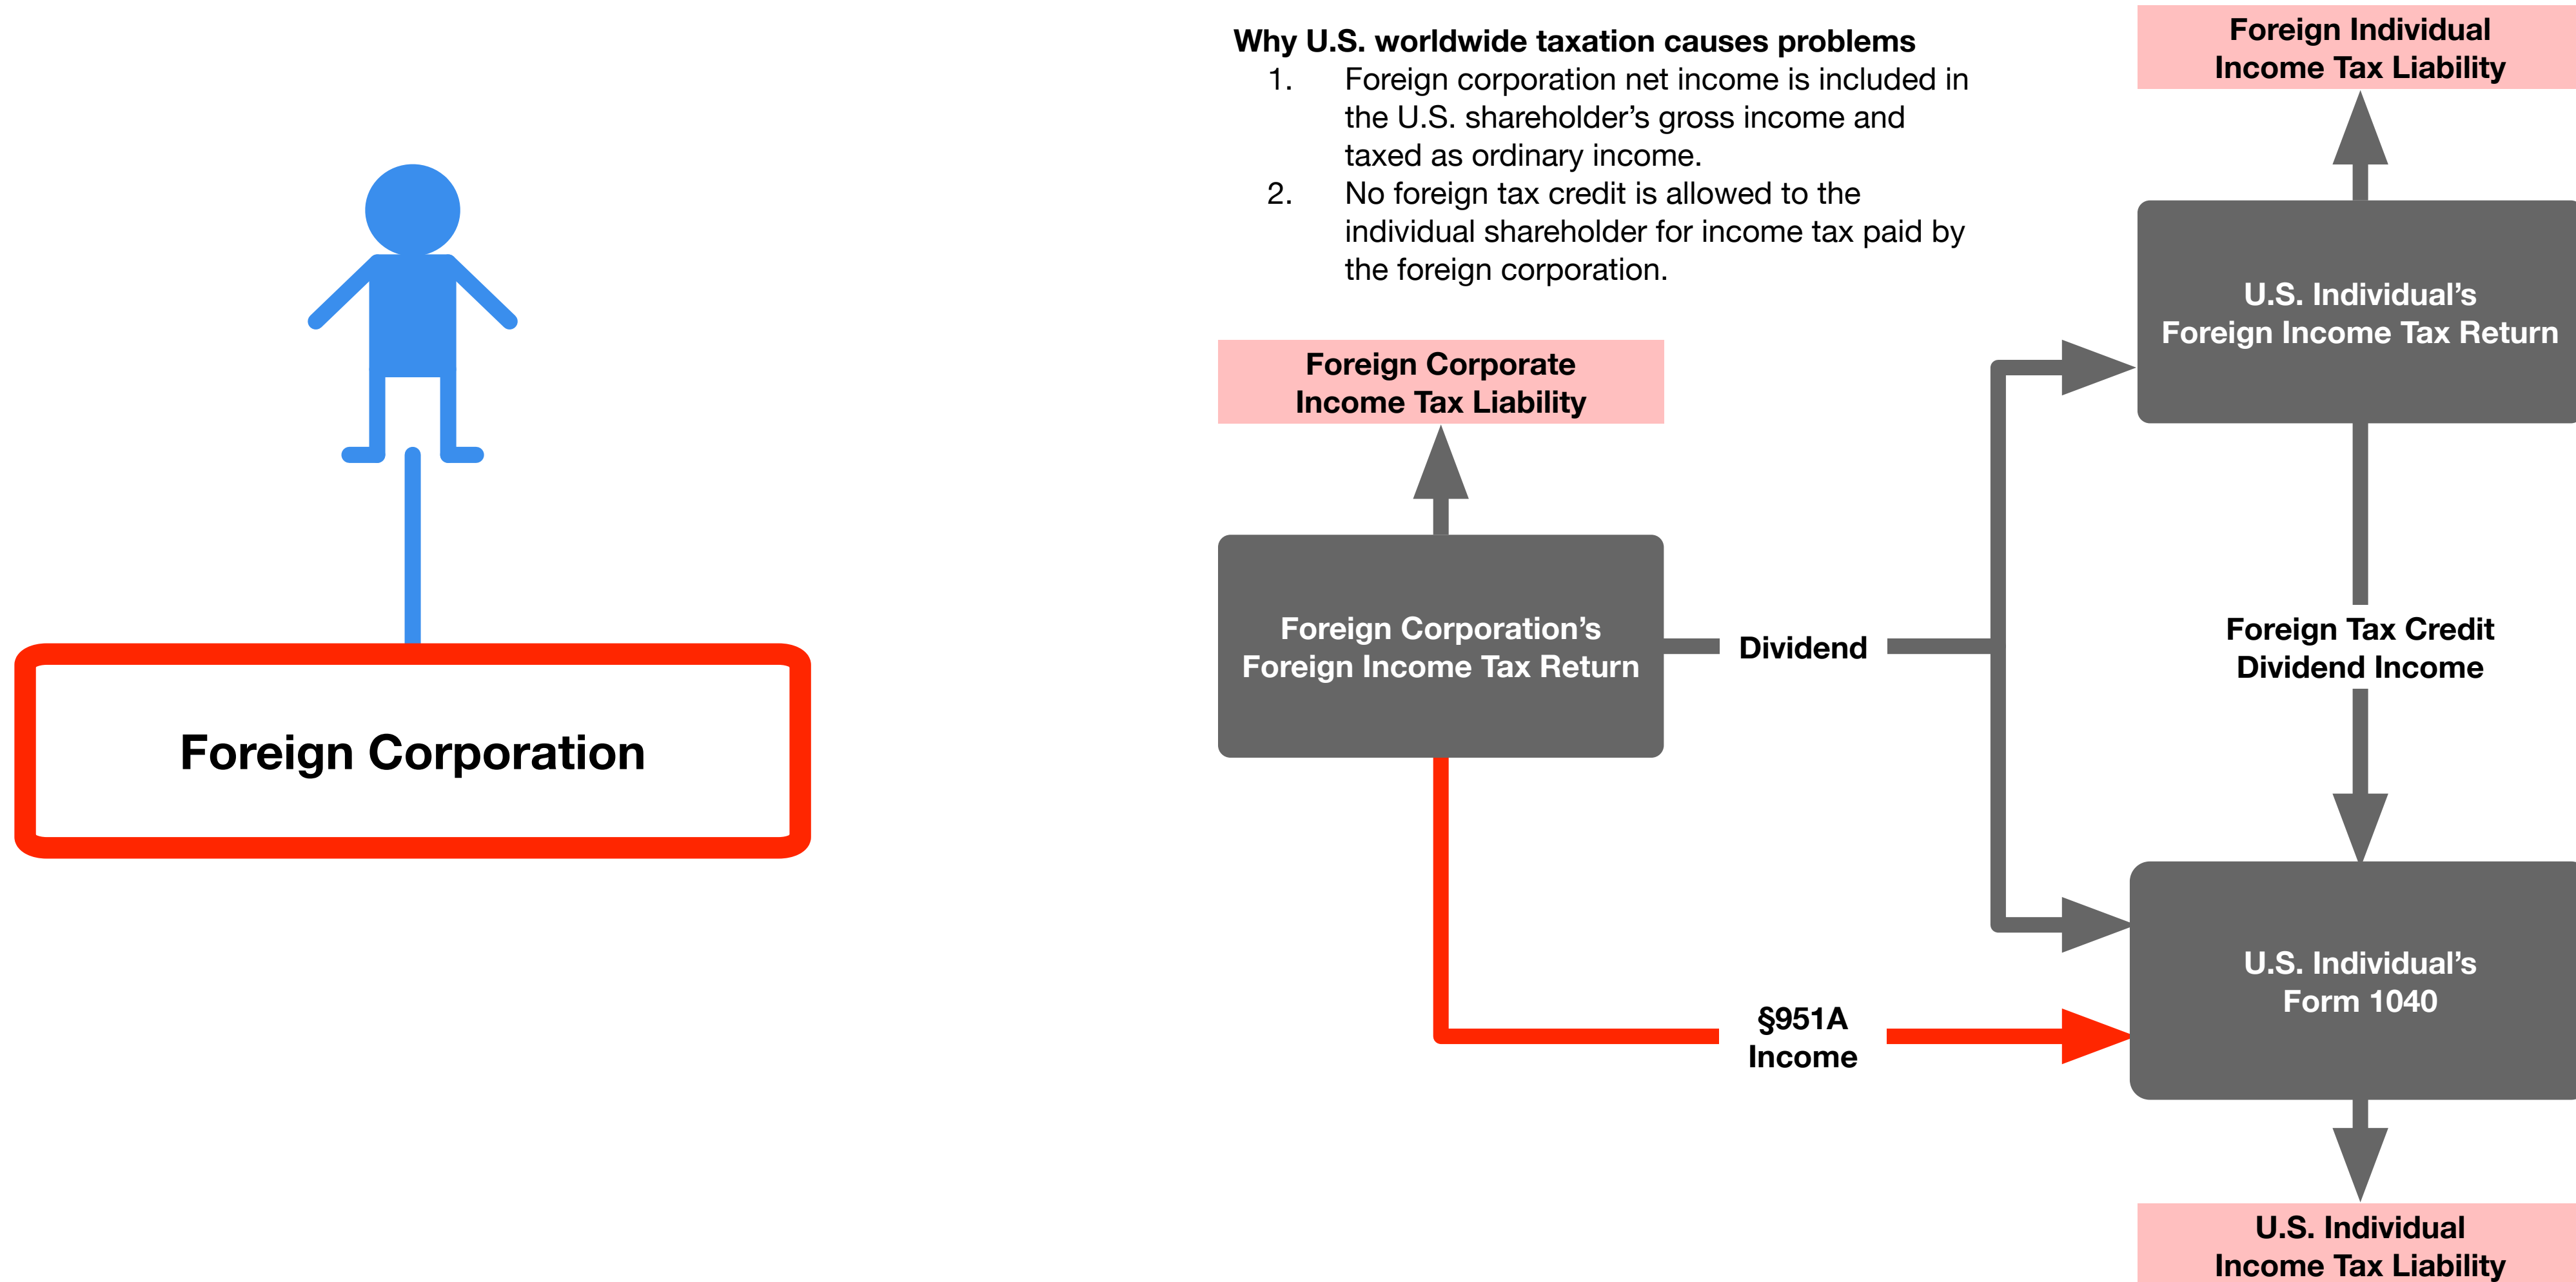 Why U.S. worldwide taxation causes problems
1. Foreign corporation net income is included in
the U.S. shareholder’s gross income and
taxed as ordinary income.
2. No foreign tax credit is allowed to the
individual shareholder for income tax paid by
the foreign corporation.
Foreign Individual
Income Tax Liability
U.S. Individual’s
Foreign Income Tax Return
Foreign Corporate
Income Tax Liability
Foreign Corporation’s
Foreign Income Tax Return
Dividend
Foreign Tax Credit
Dividend Income
Foreign Corporation
U.S. Individual’s
Form 1040
§951A
Income
U.S. Individual
Income Tax Liability